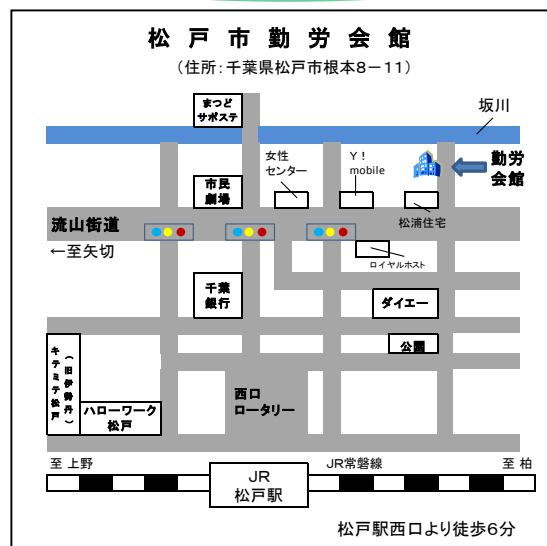 松戸市勤労会館
（住所：千葉県松戸市根本８－１１）
まつど
サポステ
坂川
女性
センター
Ｙ！
mobile
勤労
会館
市民
劇場
松浦住宅
流山街道
←至矢切
ロイヤルホスト
千葉
銀行
ダイエー
公園
キテミテ松戸
（旧伊勢丹）
ハローワーク
松戸
西口
ロータリー
至 上野
ＪＲ
松戸駅
JR常磐線
至 柏
松戸駅西口より徒歩６分